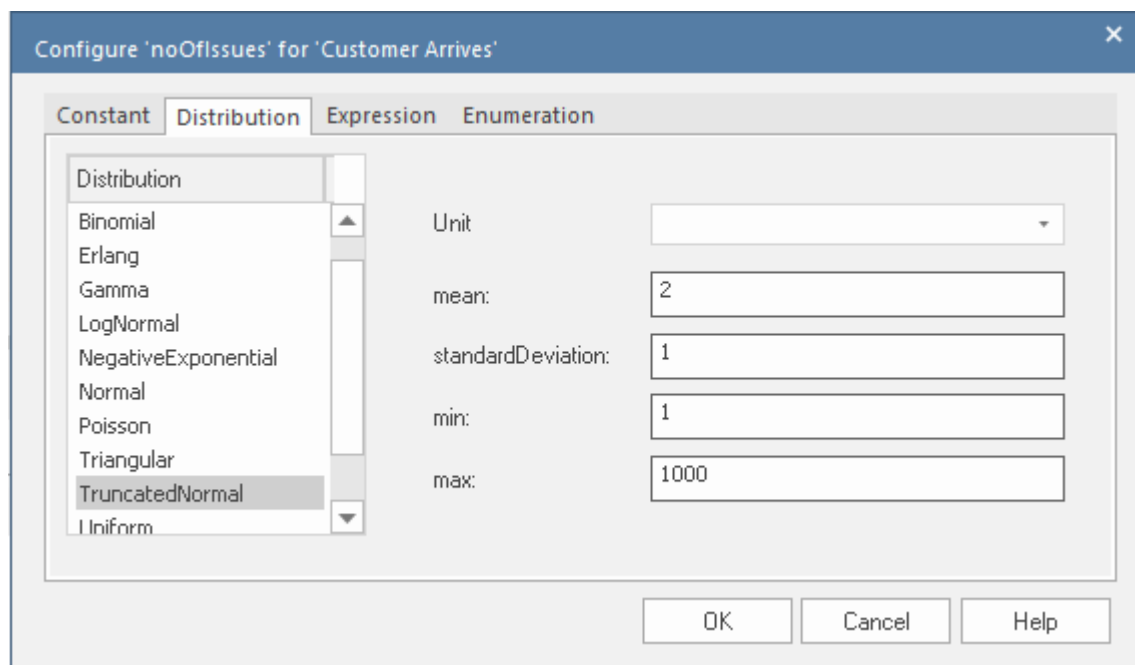 Configure 'noOfIssues' for 'Customer Arrives'
Constant Distribution Expression Enumeration
Distribution
Binomial
Erlang
Gamma
LogNormal
NegativeExponential
Normal
Poisson
Triangular
TruncatedNormal
Uniform
Unit
mean: 2
standardDeviation: 1
min: 1
max: 1000
OK Cancel Help